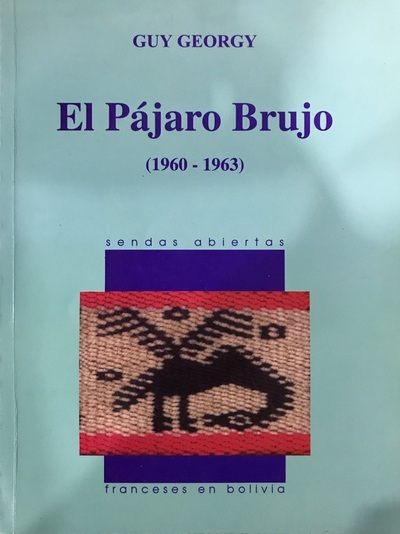 GUY GEORGY
El Pájaro Brujo
(1960 - 1963)
sendas abiertas
franceses en bolivia